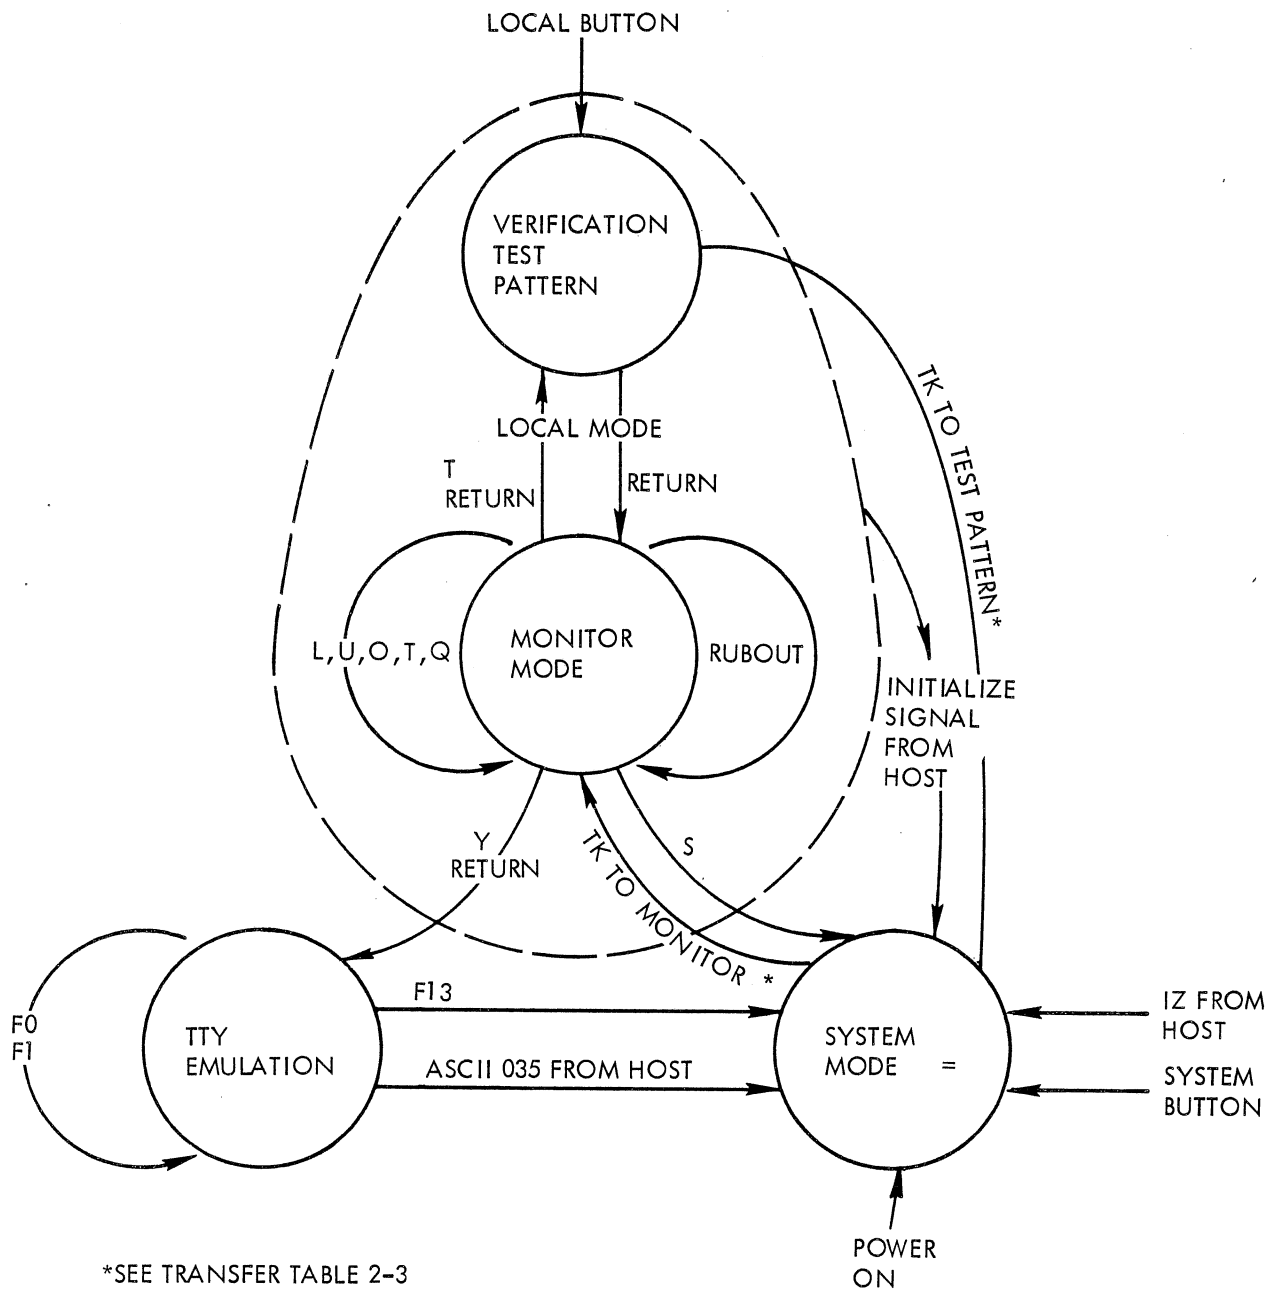 LOCAL BUTTON
VERIFICATION
TEST
PATTERN
TK TO TEST PATTERN*
LOCAL MODE
T
RETURN
RETURN
L,U,O,T,Q
MONITOR
MODE
RUBOUT
INITIALIZE
SIGNAL
FROM
HOST
Y
RETURN
S
TK TO MONITOR *
F0
F1
TTY
EMULATION
F13
ASCII 035 FROM HOST
SYSTEM
MODE =
IZ FROM
HOST
SYSTEM
BUTTON
POWER
ON
*SEE TRANSFER TABLE 2-3